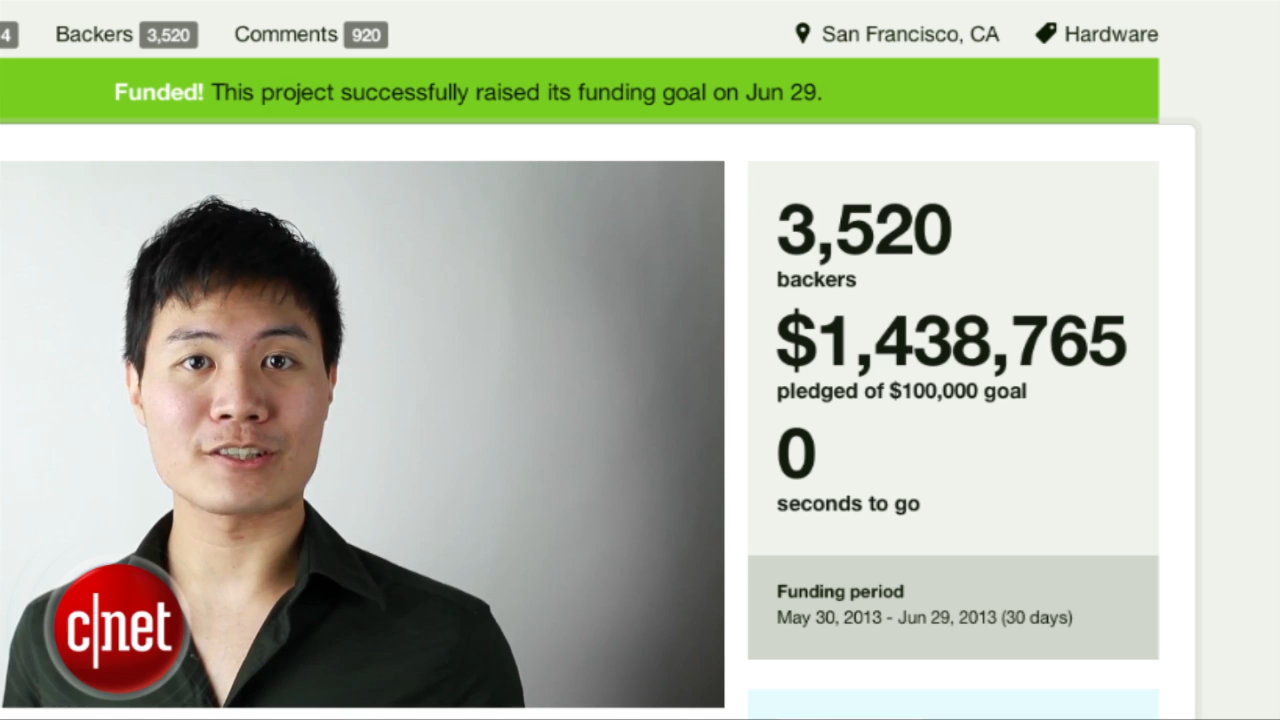 4 Backers 3,520 Comments 920 San Francisco, CA Hardware
Funded! This project successfully raised its funding goal on Jun 29.
3,520
backers
$1,438,765
pledged of $100,000 goal
0
seconds to go
Funding period
May 30, 2013 - Jun 29, 2013 (30 days)
c|net